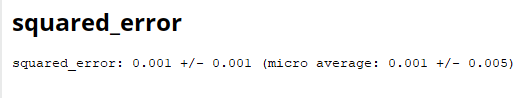 squared_error
squared_error: 0.001 +/- 0.001 (micro average: 0.001 +/- 0.005)